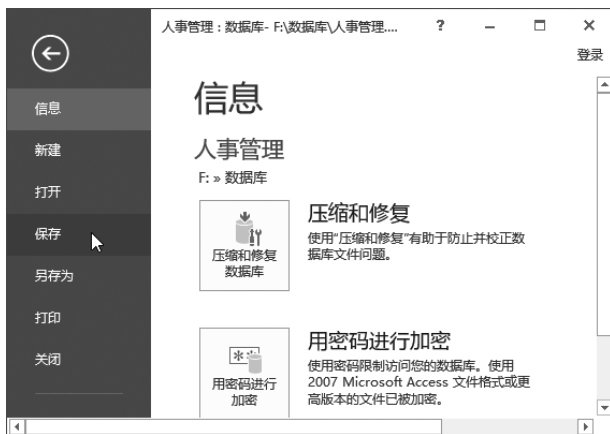 人事管理 : 数据库- F:\数据库\人事管理.... ?
登录
信息
新建
打开
保存
另存为
打印
关闭
信息
人事管理
F: » 数据库
压缩和修复
数据库
压缩和修复
使用“压缩和修复”有助于防止并校正数
据库文件问题。
用密码进行
加密
用密码进行加密
使用密码限制访问您的数据库。使用
2007 Microsoft Access 文件格式或更
高版本的文件已被加密。